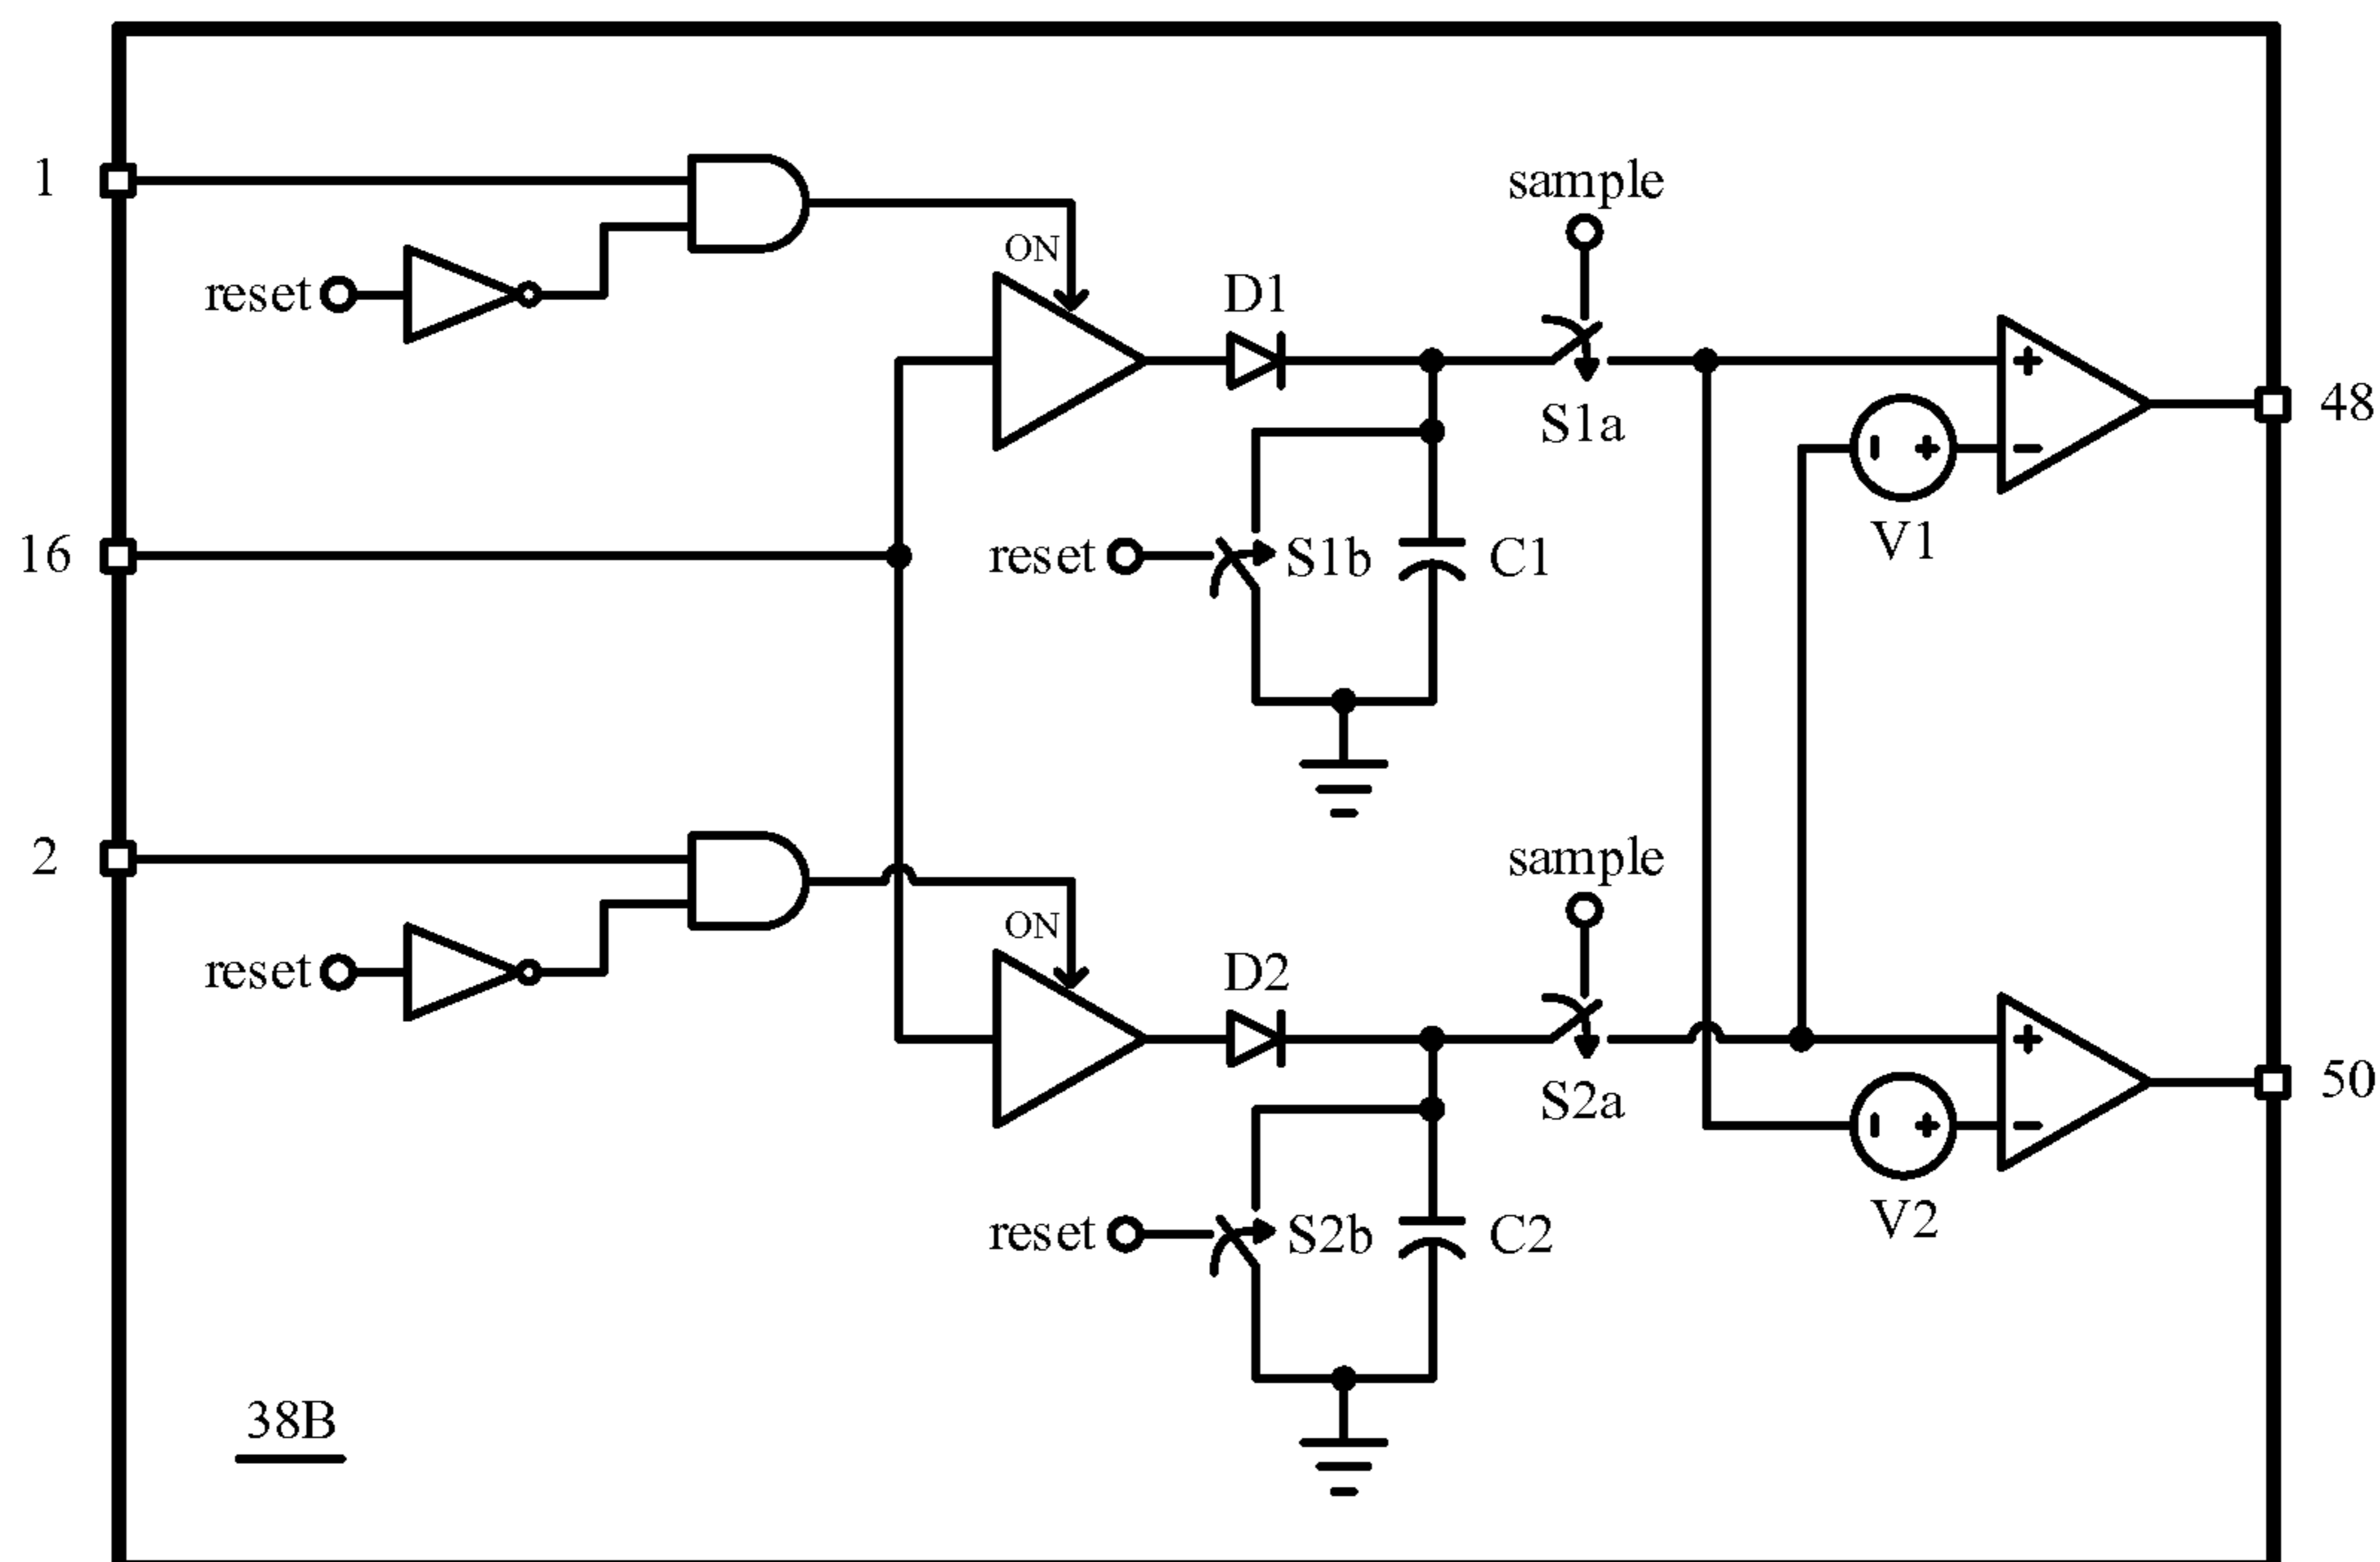 1
sample
ON
reset
D1
48
S1a
16
reset
S1b
C1
V1
2
sample
ON
reset
D2
50
S2a
reset
S2b
C2
V2
38B